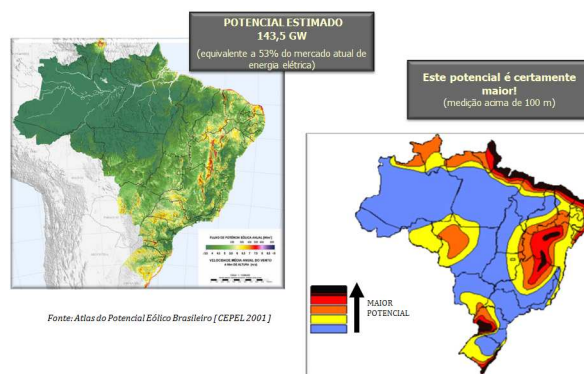 POTENCIAL ESTIMADO
143,5 GW
(equivalente a 53% do mercado atual de
energia elétrica)
Este potencial é certamente
maior!
(medição acima de 100 m)
MAIOR
POTENCIAL
Fonte: Atlas do Potencial Eólico Brasileiro [ CEPEL 2001 ]